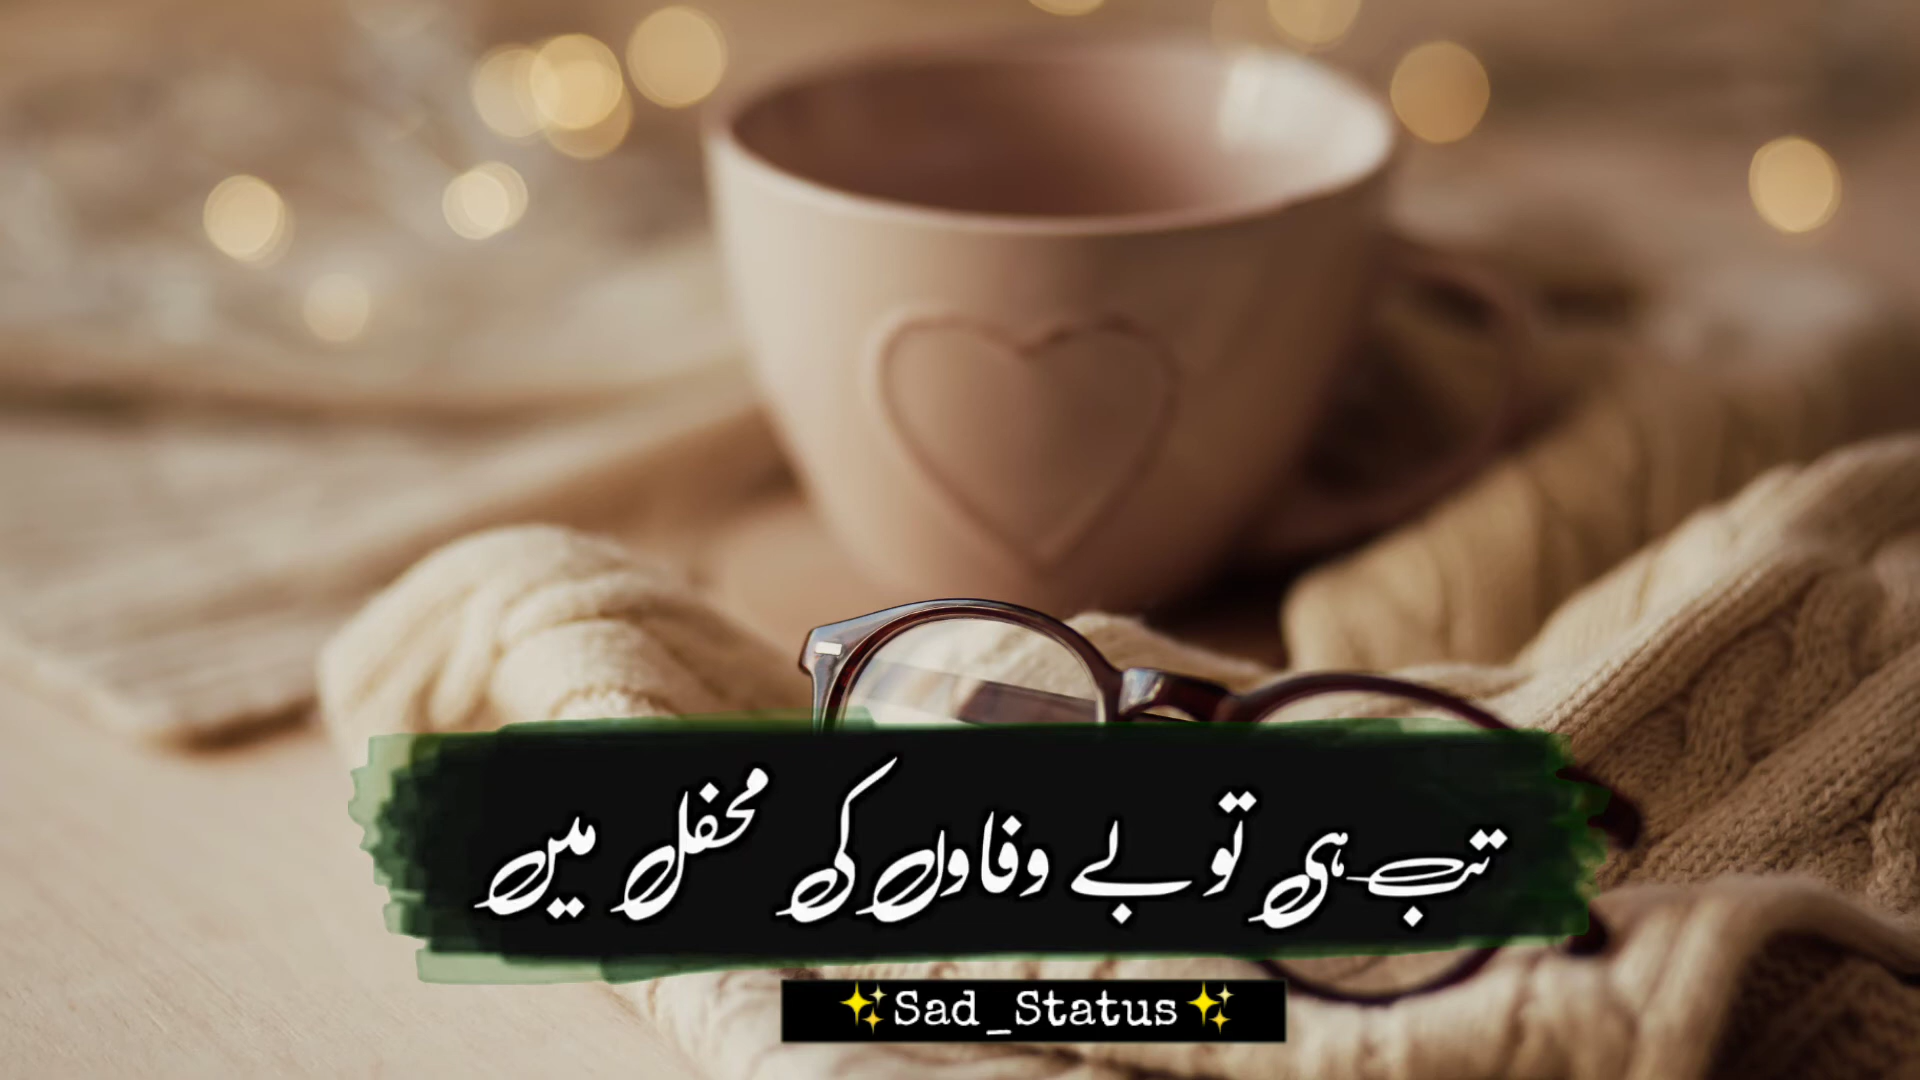 تب ہی تو بے وفاوں کی محفل میں
✨Sad_Status✨